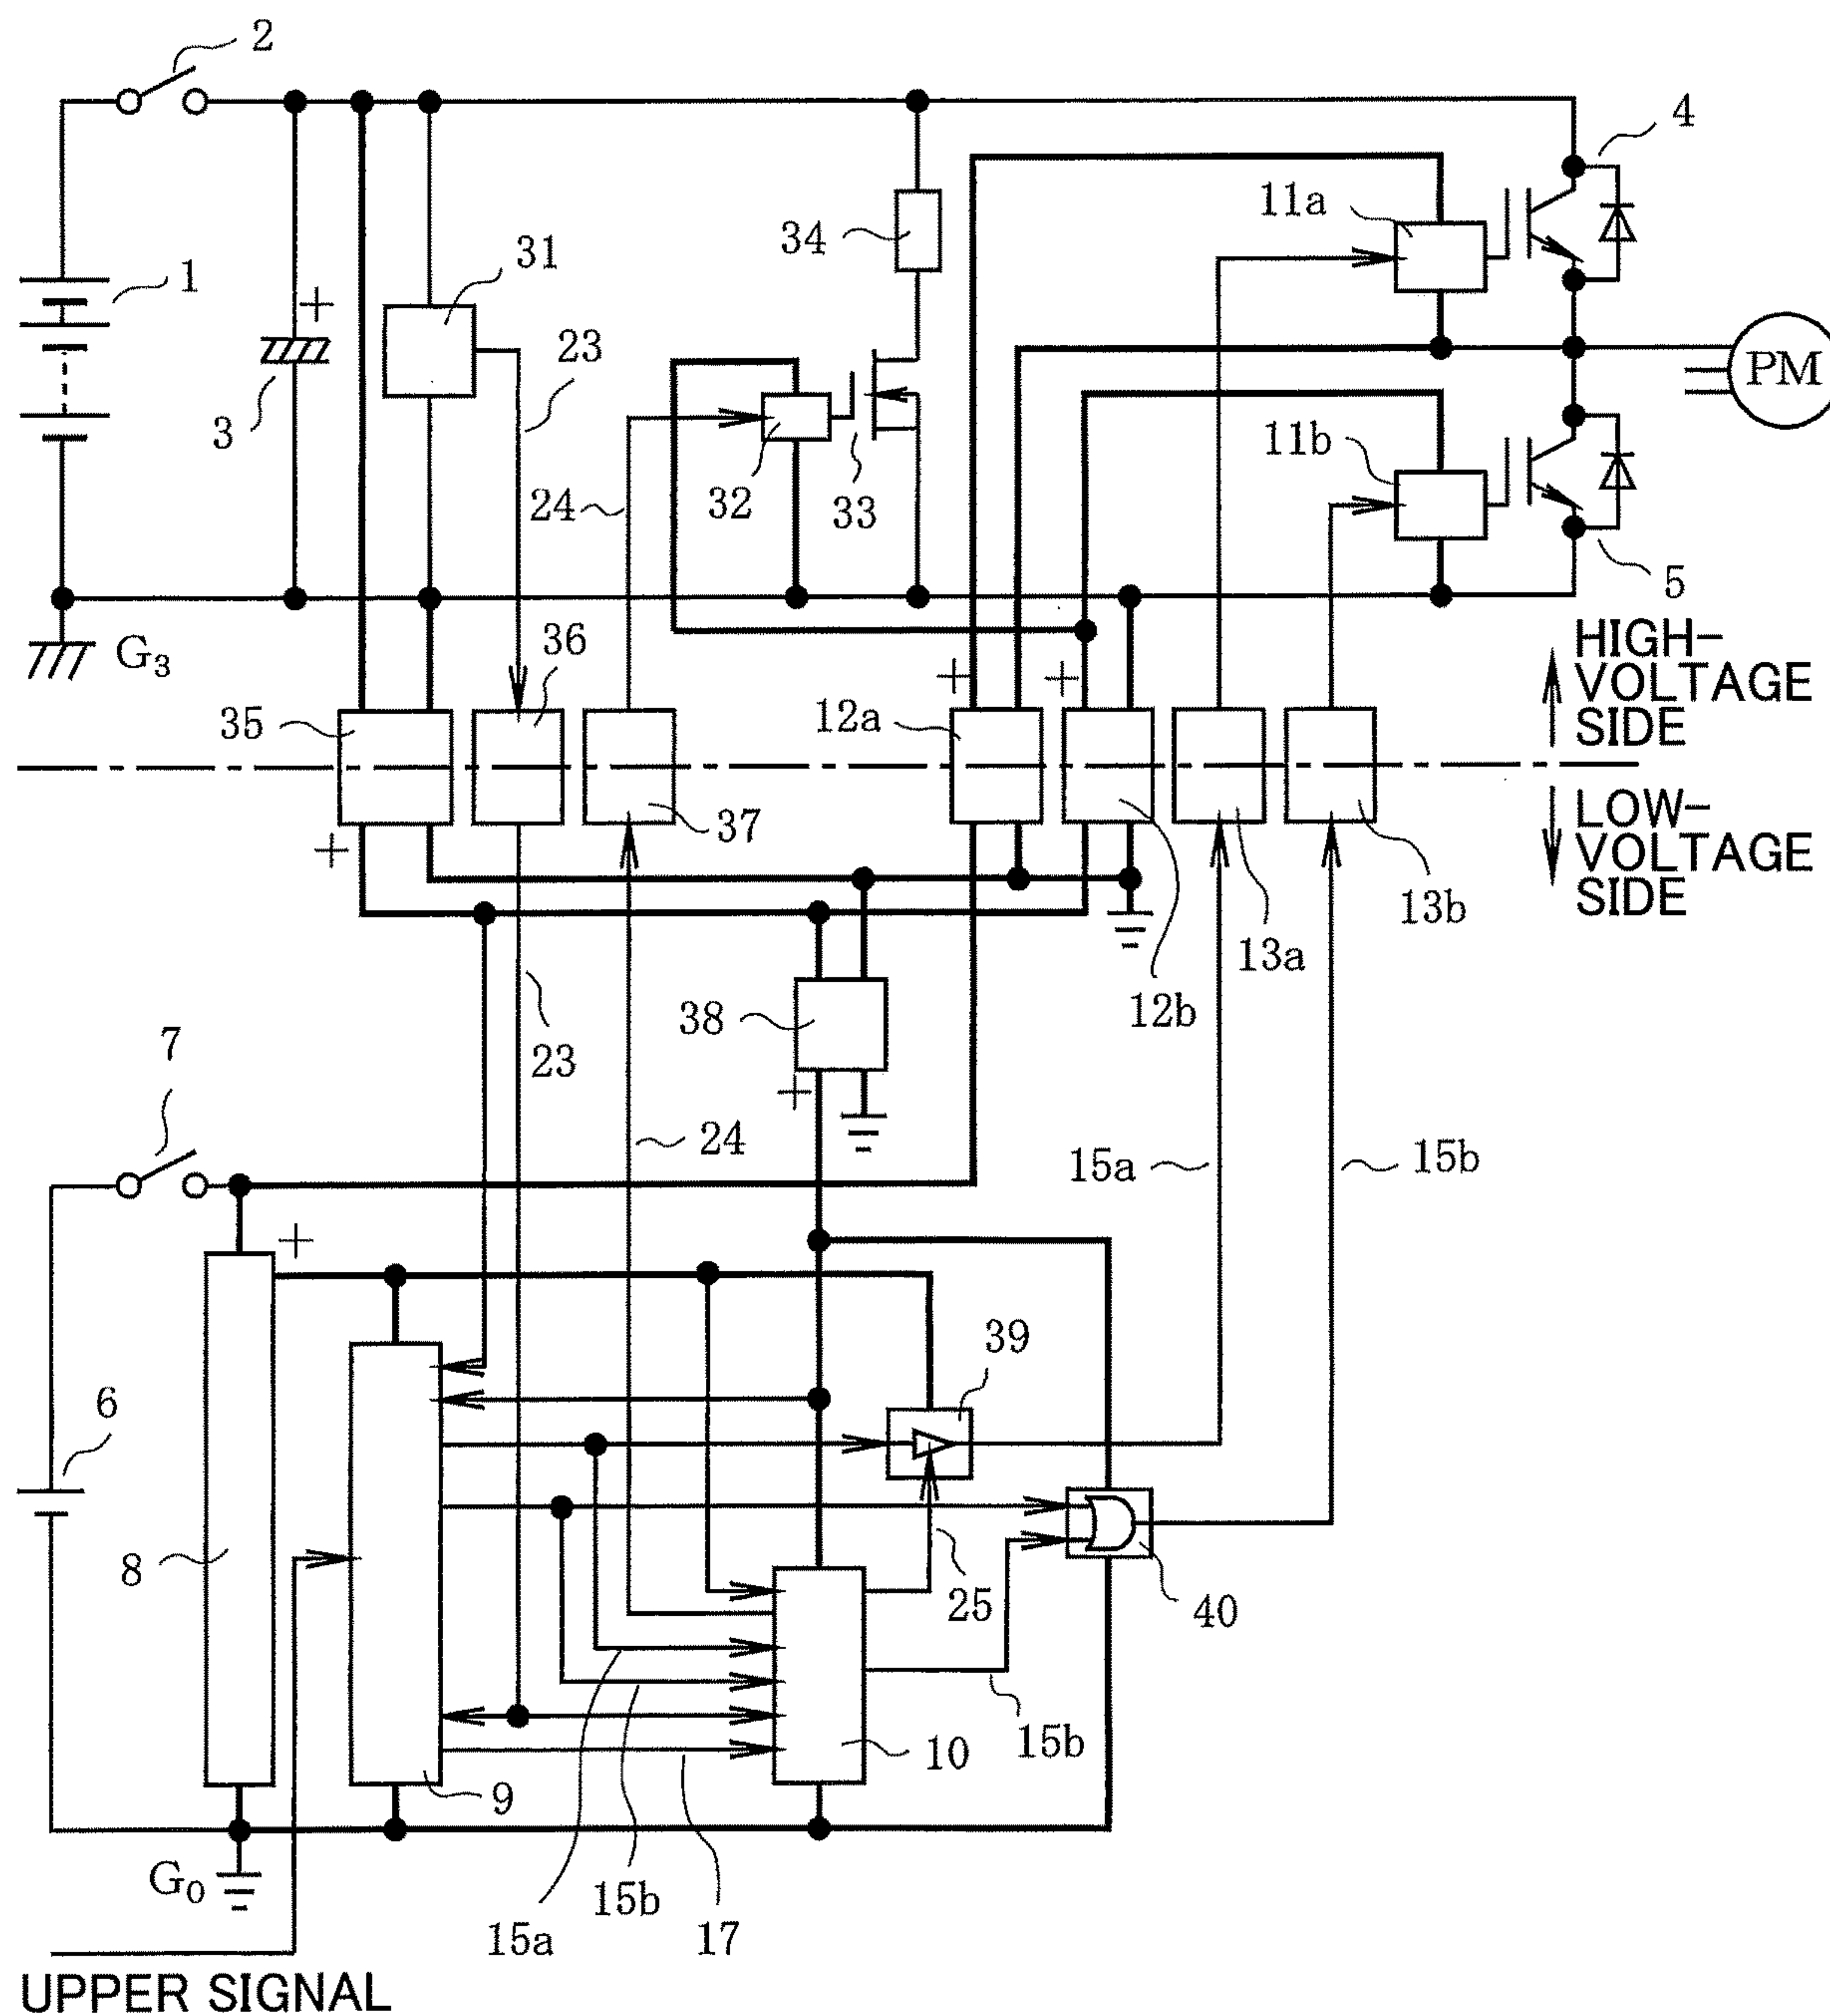 2
4
11a
34
31
1
+
23
3
PM
11b
32
33
24
5
G3
36
HIGH-
VOLTAGE
SIDE
+
+
35
12a
37
+
LOW-
VOLTAGE
SIDE
13b
13a
12b
38
23
7
+
24
15a
15b
+
39
6
8
25
40
10
15b
9
G0
15b
15a
17
UPPER SIGNAL